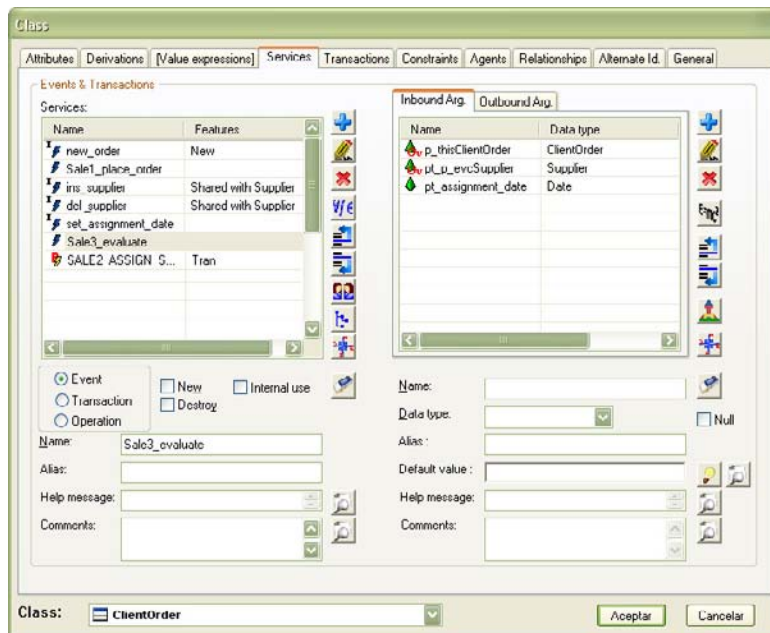 Class
Attributes Derivations [Value expressions] Services Transactions Constraints Agents Relationships Alternate Id. General
Events & Transactions
Services:
Name Features
new_order New
Sale1_place_order
ins_supplier Shared with Supplier
del_supplier Shared with Supplier
set_assignment_date
Sale3_evaluate
SALE2 ASSIGN S... Tran
Event
Transaction
Operation
New
Destroy
Internal use
Name: Sale3_evaluate
Alias:
Help message:
Comments:
Inbound Arg. Outbound Arg.
Name Data type
p_thisClientOrder ClientOrder
pt_p_evcSupplier Supplier
pt_assignment_date Date
Name:
Data type:
Null
Alias :
Default value :
Help message:
Comments:
Class: ClientOrder
Aceptar Cancelar